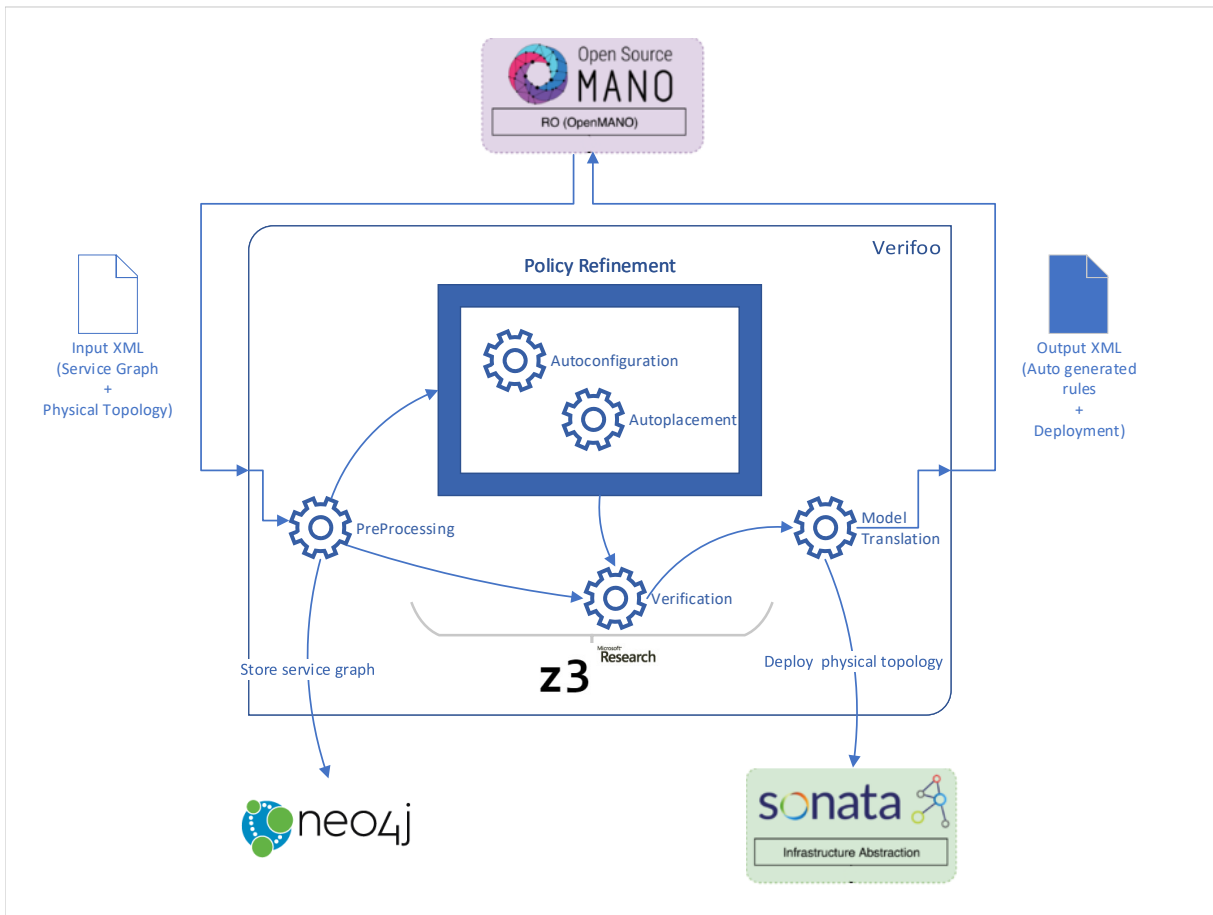 Open Source
MANO
RO (OpenMANO)
Verifoo
Policy Refinement
Autoconfiguration
Autoplacement
Input XML
(Service Graph
+
Physical Topology)
Output XML
(Auto generated
rules
+
Deployment)
PreProcessing
Model
Translation
Verification
Store service graph
Microsoft
Research
z3
Deploy physical topology
neo4j
sonata
Infrastructure Abstraction